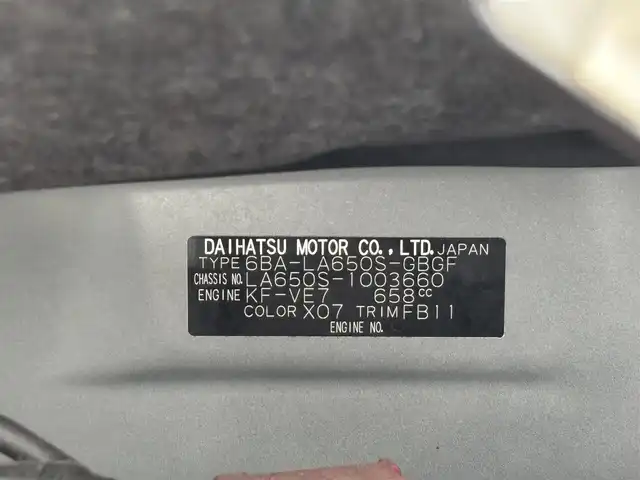 DAIHATSU MOTOR CO., LTD. JAPAN
TYPE 6BA-LA650S-GBGF
CHASSIS NO. LA650S-1003660
ENGINE KF-VE7 658cc
COLOR X07 TRIM FB11
ENGINE NO.